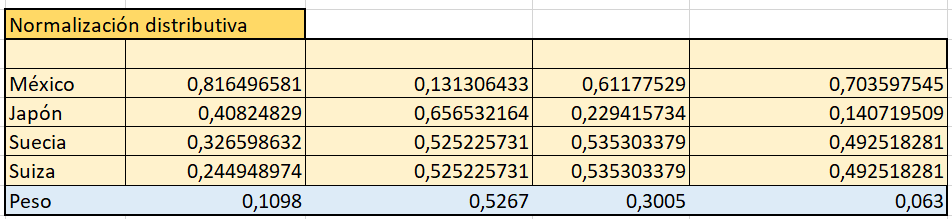 Normalización distributiva
México 0,816496581 0,131306433 0,61177529 0,703597545
Japón 0,40824829 0,656532164 0,229415734 0,140719509
Suecia 0,326598632 0,525225731 0,535303379 0,492518281
Suiza 0,244948974 0,525225731 0,535303379 0,492518281
Peso 0,1098 0,5267 0,3005 0,063